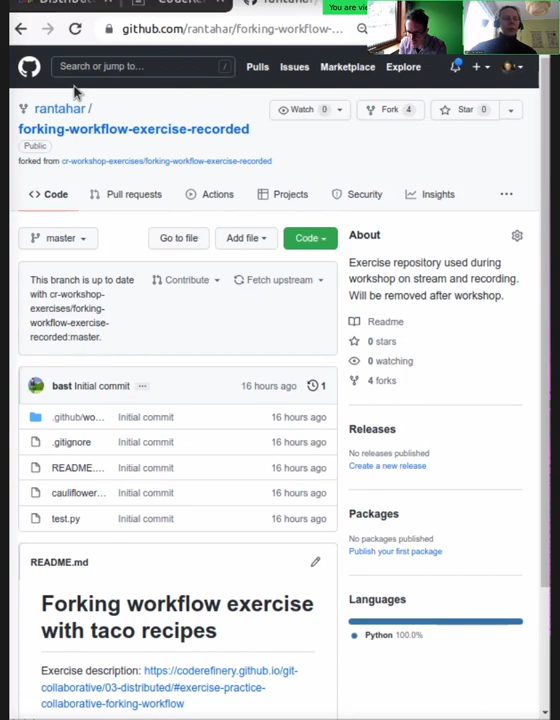 You are vie
github.com/rantahar/forking-workflow-...
Search or jump to...
/
Pulls
Issues
Marketplace
Explore
rantahar/
forking-workflow-exercise-recorded
Public
forked from cr-workshop-exercises/forking-workflow-exercise-recorded
Watch 0
Fork 4
Star 0
Code
Pull requests
Actions
Projects
Security
Insights
...
master
Go to file
Add file
Code
This branch is up to date
with cr-workshop-
exercises/forking-
workflow-exercise-
recorded:master.
Contribute
Fetch upstream
bast Initial commit ...
16 hours ago
1
.github/wo...
Initial commit
16 hours ago
.gitignore
Initial commit
16 hours ago
README....
Initial commit
16 hours ago
cauliflower...
Initial commit
16 hours ago
test.py
Initial commit
16 hours ago
README.md
Forking workflow exercise
with taco recipes
Exercise description: https://coderefinery.github.io/git-
collaborative/03-distributed/#exercise-practice-
collaborative-forking-workflow
About
Exercise repository used during
workshop on stream and recording.
Will be removed after workshop.
Readme
0 stars
0 watching
4 forks
Releases
No releases published
Create a new release
Packages
No packages published
Publish your first package
Languages
Python 100.0%